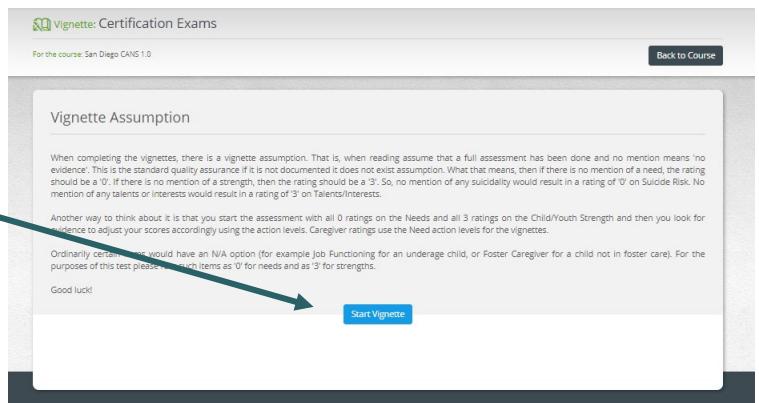 Vignette: Certification Exams
For the course: San Diego CANS 1.0
Back to Course
Vignette Assumption
When completing the vignettes, there is a vignette assumption. That is, when reading assume that a full assessment has been done and no mention means 'no
evidence'. This is the standard quality assurance if it is not documented it does not exist assumption. What that means, then if there is no mention of a need, the rating
should be a '0'. If there is no mention of a strength, then the rating should be a '3'. So, no mention of any suicidality would result in a rating of '0' on Suicide Risk. No
mention of any talents or interests would result in a rating of '3' on Talents/Interests.
Another way to think about it is that you start the assessment with all 0 ratings on the Needs and all 3 ratings on the Child/Youth Strength and then you look for
evidence to adjust your scores accordingly using the action levels. Caregiver ratings use the Need action levels for the vignettes.
Ordinarily certain would have an N/A option (for example Job Functioning for an underage child, or Foster Caregiver for a child not in foster care). For the
purposes of this test please such items as '0' for needs and as '3' for strengths.
Good luck!
Start Vignette